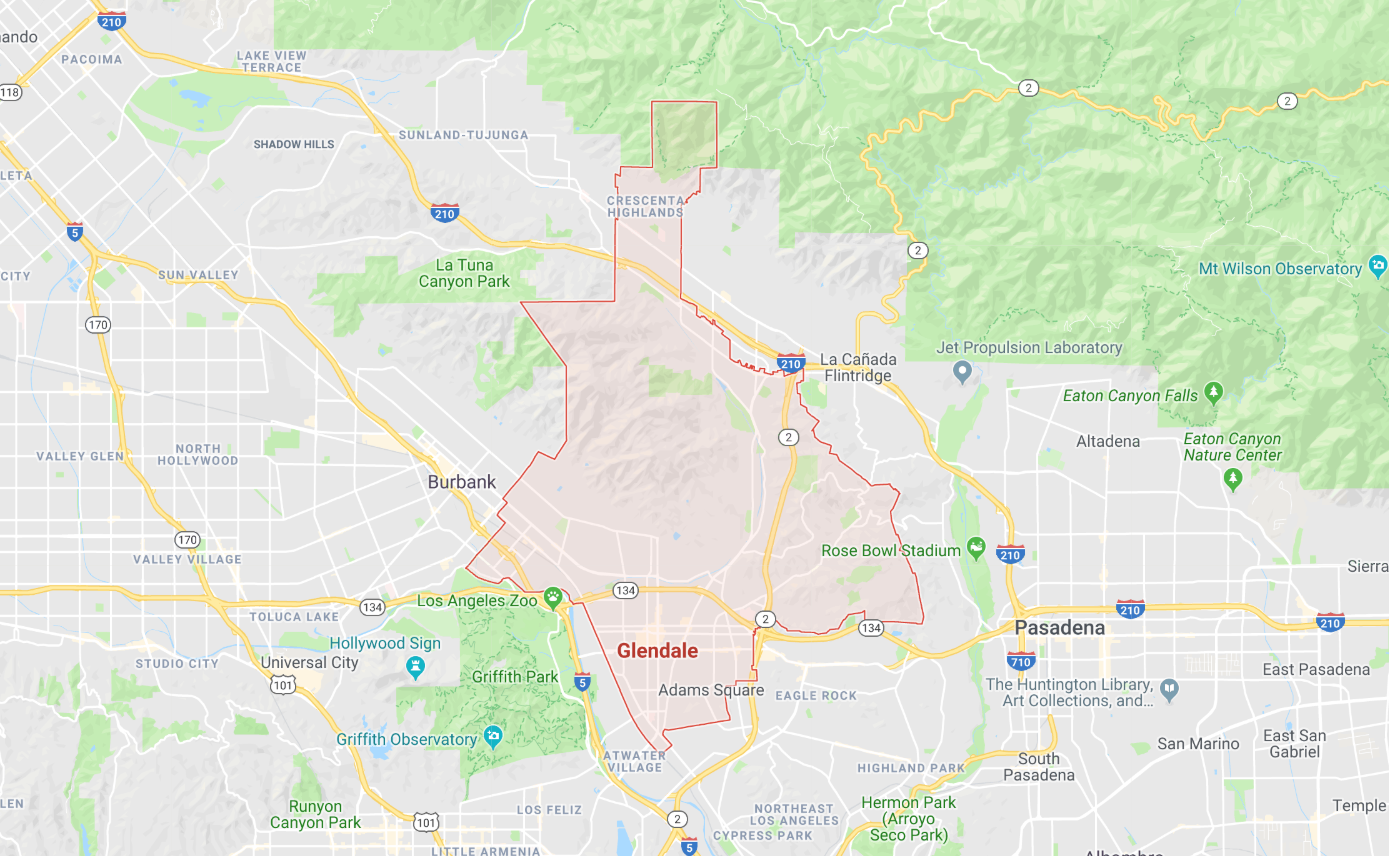 210
ando
PACOIMA
LAKE VIEW
TERRACE
118
2
2
SUNLAND-TUJUNGA
SHADOW HILLS
LETA
CRESCENTA
HIGHLANDS
210
5
2
La Tuna
Canyon Park
Mt Wilson Observatory
CITY
SUN VALLEY
170
Jet Propulsion Laboratory
210
La Cañada
Flintridge
Eaton Canyon Falls
2
Altadena
Eaton Canyon
Nature Center
VALLEY GLEN
NORTH
HOLLYWOOD
Burbank
170
VALLEY VILLAGE
Rose Bowl Stadium
210
Sierra
134
Los Angeles Zoo
134
TOLUCA LAKE
2
134
210
210
Pasadena
Hollywood Sign
Glendale
STUDIO CITY
Universal City
710
East Pasadena
101
Griffith Park
5
Adams Square
EAGLE ROCK
The Huntington Library,
Art Collections, and...
Griffith Observatory
San Marino
East San
Gabriel
ATWATER
VILLAGE
HIGHLAND PARK
South
Pasadena
LEN
Runyon
Canyon Park
LOS FELIZ
NORTHEAST
LOS ANGELES
Hermon Park
(Arroyo
Seco Park)
Temple
101
2
CYPRESS PARK
5
LITTLE ARMENIA
Alhambra